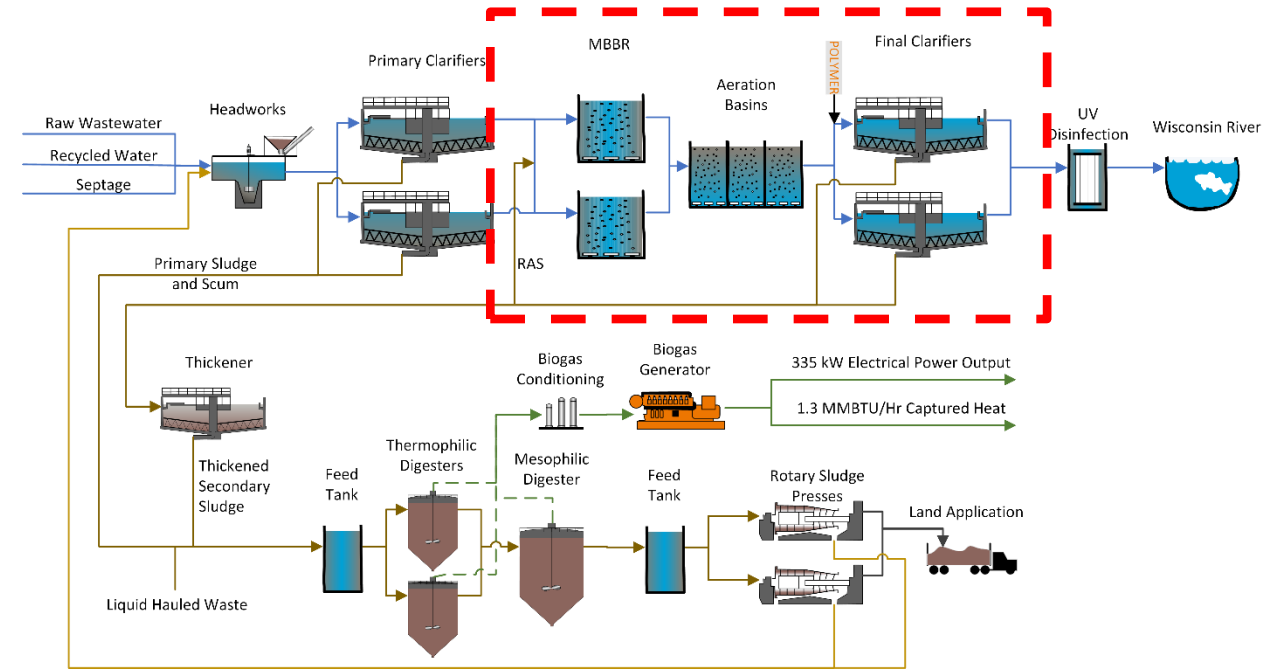 MBBR
Final Clarifiers
Primary Clarifiers
POLYMER
Aeration
Basins
Headworks
UV
Disinfection
Wisconsin River
Raw Wastewater
Recycled Water
Septage
Primary Sludge
and Scum
RAS
Thickener
Biogas
Conditioning
Biogas
Generator
335 kW Electrical Power Output
1.3 MMBTU/Hr Captured Heat
Thickened
Secondary
Sludge
Feed
Tank
Thermophilic
Digesters
Mesophilic
Digester
Feed
Tank
Rotary Sludge
Presses
Land Application
Liquid Hauled Waste